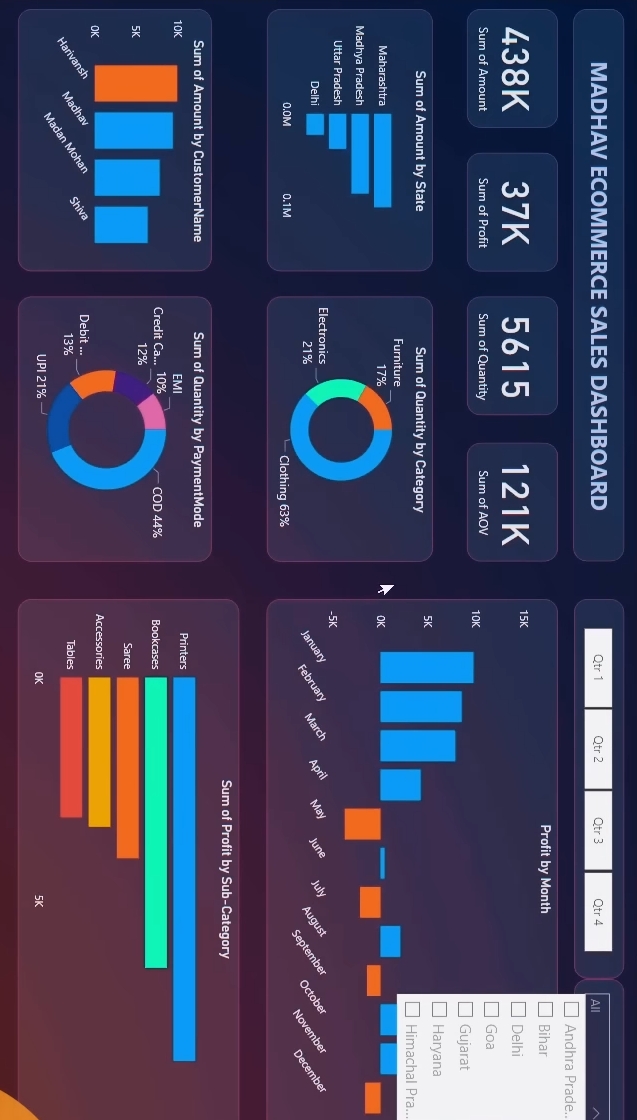 MADHAV ECOMMERCE SALES DASHBOARD
438K
Sum of Amount
37K
Sum of Profit
5615
Sum of Quantity
121K
Sum of AOV
Qtr 1
Qtr 2
Qtr 3
Qtr 4
All
Andhra Prade...
Bihar
Delhi
Goa
Gujarat
Haryana
Himachal Pra...
Sum of Amount by State
Maharashtra
Madhya Pradesh
Uttar Pradesh
Delhi
0.0M
0.1M
Sum of Quantity by Category
Furniture
17%
Electronics
21%
Clothing 63%
Profit by Month
15K
10K
5K
0K
-5K
January
February
March
April
May
June
July
August
September
October
November
December
Sum of Amount by CustomerName
10K
5K
0K
Harivansh
Madhav
Madan Mohan
Shiva
Sum of Quantity by PaymentMode
EMI
10%
Credit Ca...
12%
Debit ...
13%
UPI 21%
COD 44%
Sum of Profit by Sub-Category
Printers
Bookcases
Saree
Accessories
Tables
0K
5K